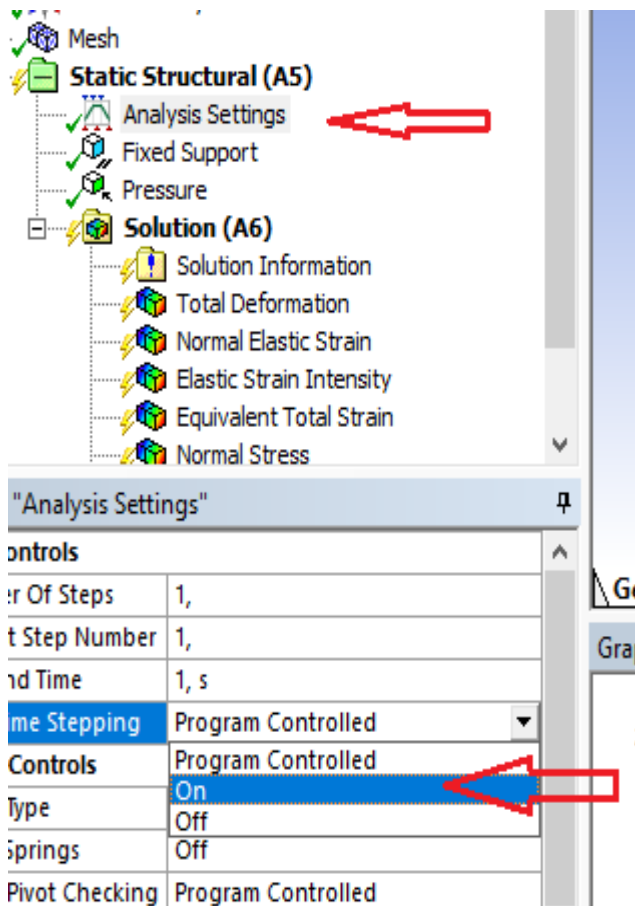 Mesh
Static Structural (A5)
Analysis Settings
Fixed Support
Pressure
Solution (A6)
Solution Information
Total Deformation
Normal Elastic Strain
Elastic Strain Intensity
Equivalent Total Strain
Normal Stress
"Analysis Settings"
ontrols
er Of Steps 1,
t Step Number 1,
nd Time 1, s
ime Stepping Program Controlled
Controls Program Controlled
On
Type Off
Springs Off
Pivot Checking Program Controlled
Ge
Gra